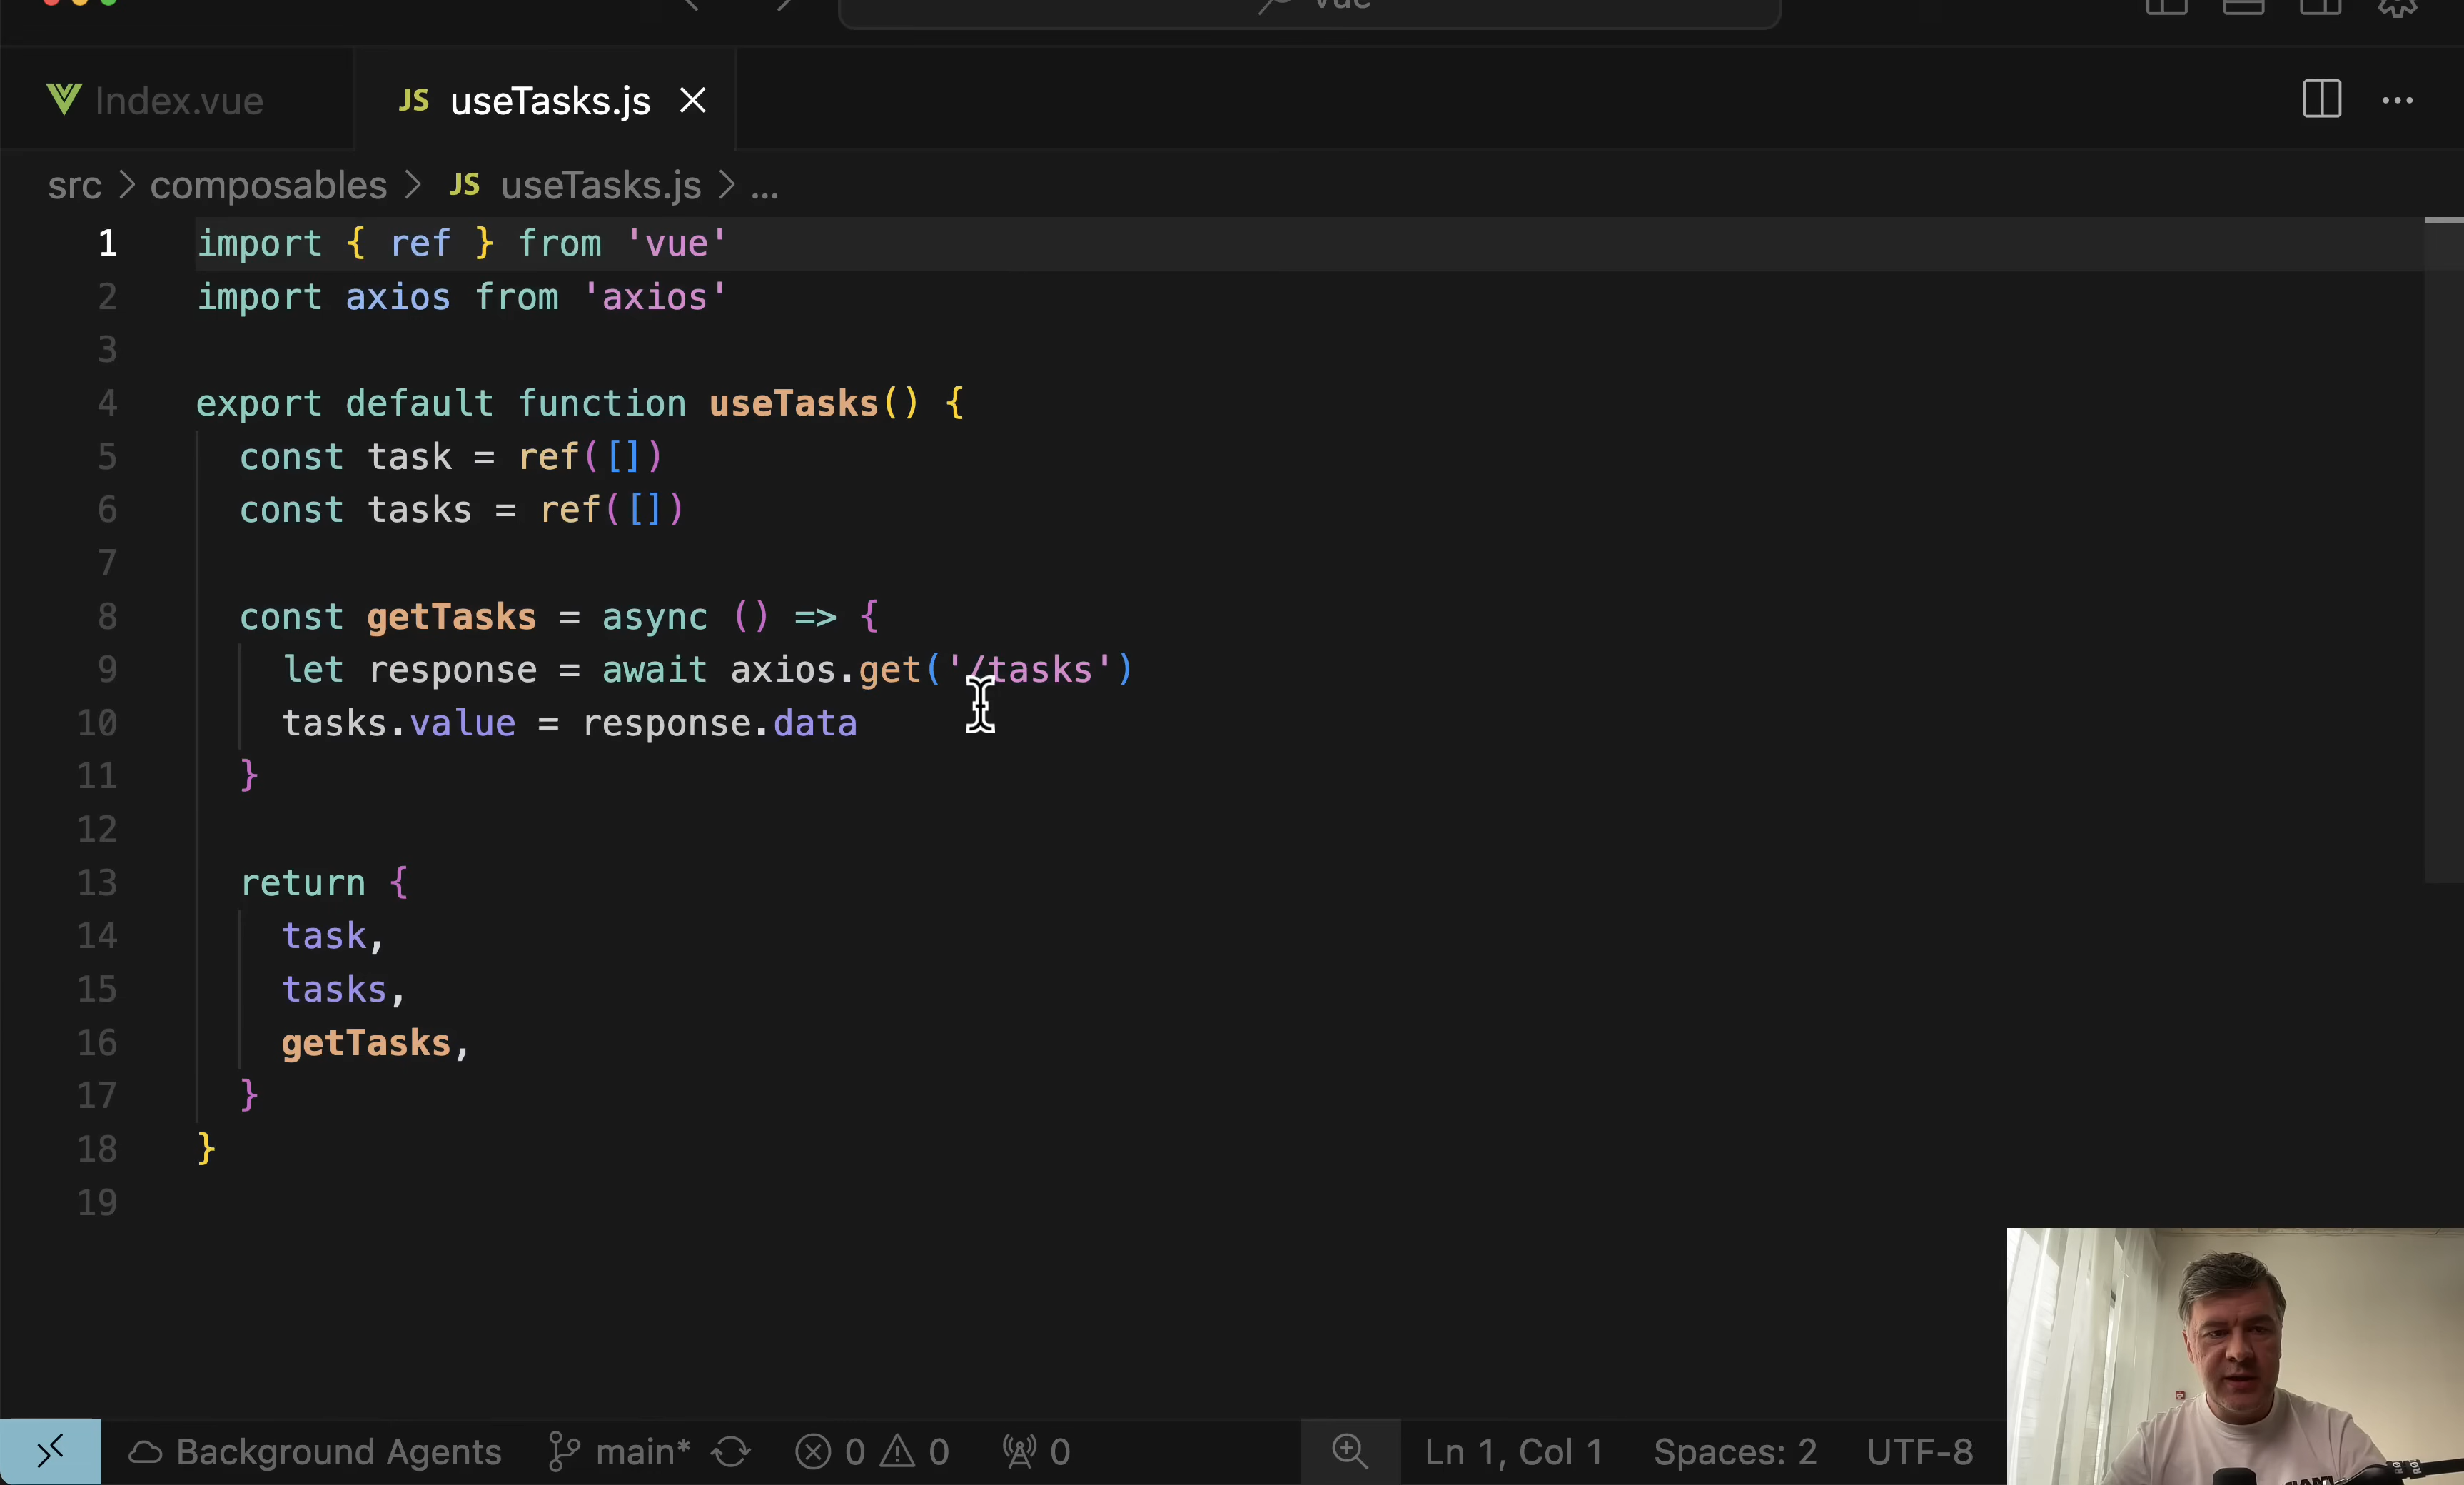 vue
Index.vue
JS useTasks.js
src > composables > JS useTasks.js > ...
1 import { ref } from 'vue'
2 import axios from 'axios'
3
4 export default function useTasks() {
5 const task = ref([])
6 const tasks = ref([])
7
8 const getTasks = async () => {
9 let response = await axios.get('/tasks')
10 tasks.value = response.data
11 }
12
13 return {
14 task,
15 tasks,
16 getTasks,
17 }
18 }
19
Background Agents main* 0 0 0 Ln 1, Col 1 Spaces: 2 UTF-8